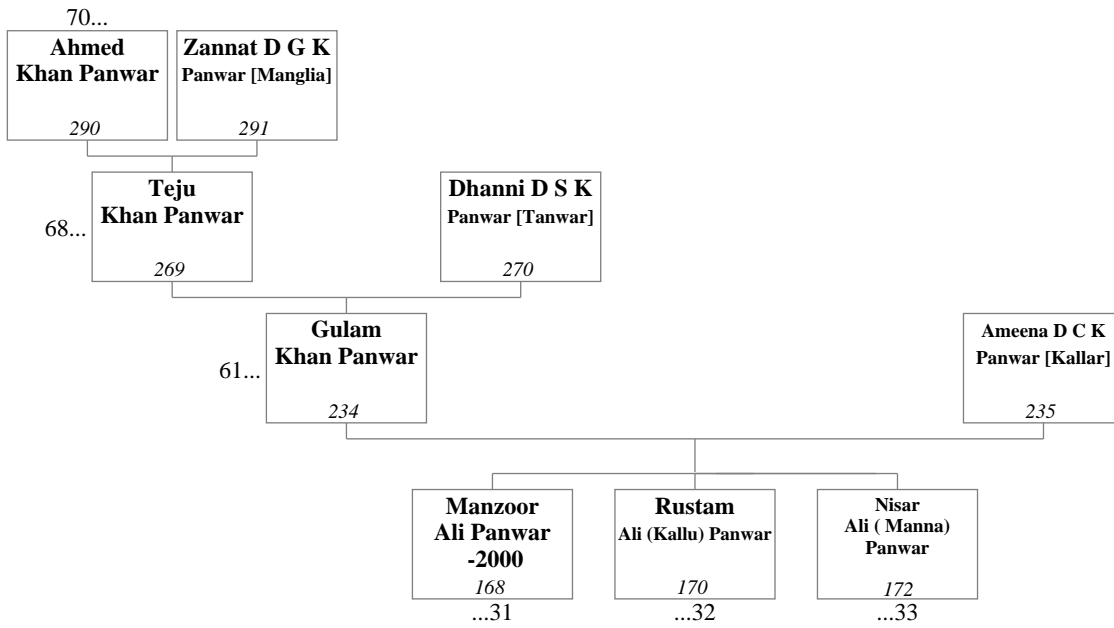 70...
Ahmed
Khan Panwar
290
Zannat D G K
Panwar [Manglia]
291
68...
Teju
Khan Panwar
269
Dhanni D S K
Panwar [Tanwar]
270
61...
Gulam
Khan Panwar
234
Ameena D C K
Panwar [Kallar]
235
Manzoor
Ali Panwar
-2000
168
...31
Rustam
Ali (Kallu) Panwar
170
...32
Nisar
Ali ( Manna)
Panwar
172
...33